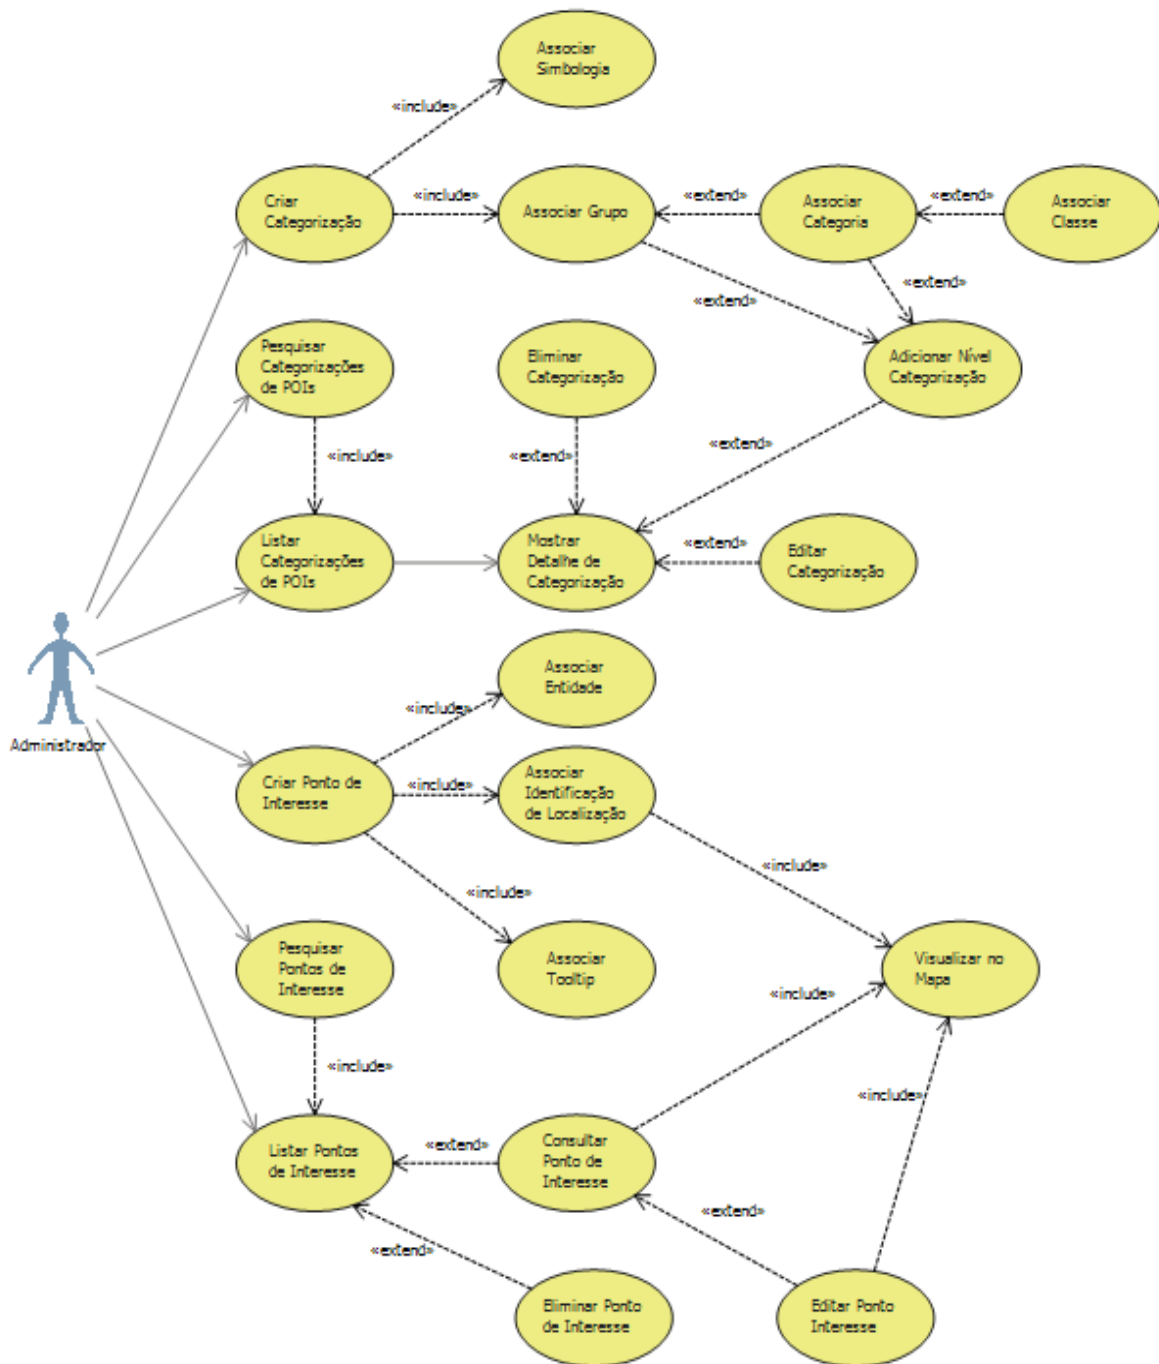 Associar
Simbologia
«include»
Criar
Categorização
«include»
Associar Grupo
«extend»
Associar
Categoria
«extend»
Associar
Classe
«extend»
«extend»
Pesquisar
Categorizações
de POIs
Eliminar
Categorização
Adicionar Nível
Categorização
«include»
«extend»
«extend»
Listar
Categorizações
de POIs
Mostrar
Detalhe de
Categorização
«extend»
Editar
Categorização
Administrador
Associar
Entidade
«include»
Criar Ponto de
Interesse
«include»
Associar
Identificação
de Localização
«include»
«include»
Pesquisar
Pontos de
Interesse
Associar
Tooltip
Visualizar no
Mapa
«include»
«include»
«include»
Listar Pontos
de Interesse
«extend»
Consultar
Ponto de
Interesse
«extend»
«extend»
Eliminar Ponto
de Interesse
Editar Ponto
Interesse